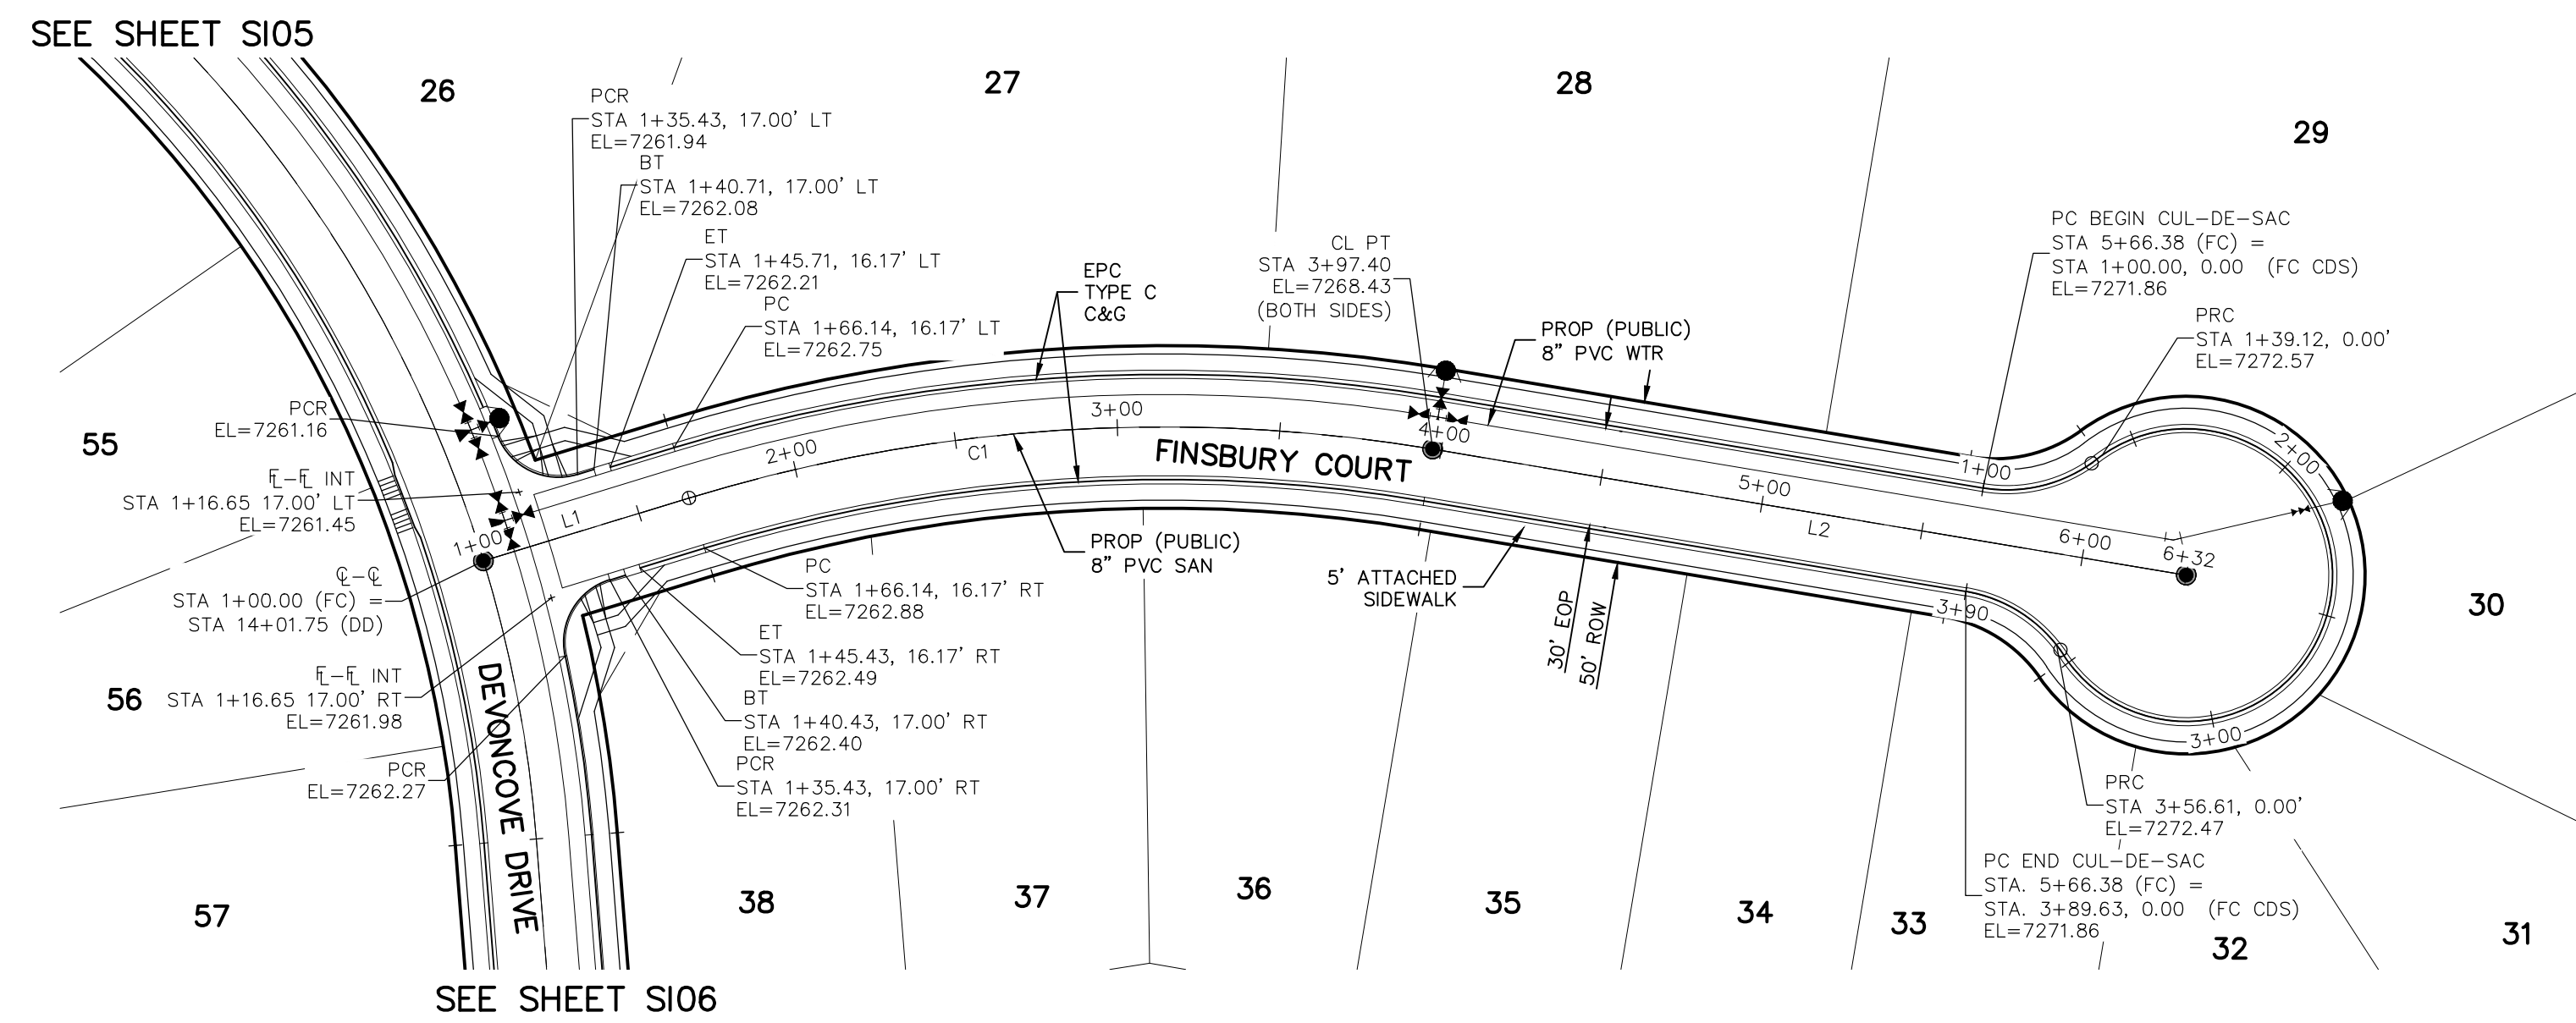 SEE SHEET SI05
26
27
28
29
PCR
STA 1+35.43, 17.00' LT
EL=7261.94
BT
STA 1+40.71, 17.00' LT
EL=7262.08
ET
STA 1+45.71, 16.17' LT
EL=7262.21
PC
STA 1+66.14, 16.17' LT
EL=7262.75
EPC
TYPE C
C&G
CL PT
STA 3+97.40
EL=7268.43
(BOTH SIDES)
PROP (PUBLIC)
8" PVC WTR
PC BEGIN CUL-DE-SAC
STA 5+66.38 (FC) =
STA 1+00.00, 0.00 (FC CDS)
EL=7271.86
PRC
STA 1+39.12, 0.00'
EL=7272.57
55
PCR
EL=7261.16
FL-FL INT
STA 1+16.65 17.00' LT
EL=7261.45
1+00
L1
2+00
C1
3+00
FINSBURY COURT
4+00
5+00
L2
6+00
6+32
1+00
2+00
3+00
3+90
30
CL-CL
STA 1+00.00 (FC) =
STA 14+01.75 (DD)
PROP (PUBLIC)
8" PVC SAN
5' ATTACHED
SIDEWALK
30' EOP
50' ROW
PC
STA 1+66.14, 16.17' RT
EL=7262.88
ET
STA 1+45.43, 16.17' RT
EL=7262.49
BT
STA 1+40.43, 17.00' RT
EL=7262.40
PCR
STA 1+35.43, 17.00' RT
EL=7262.31
56
FL-FL INT
STA 1+16.65 17.00' RT
EL=7261.98
PCR
EL=7262.27
DEVONCOVE DRIVE
PRC
STA 3+56.61, 0.00'
EL=7272.47
PC END CUL-DE-SAC
STA. 5+66.38 (FC) =
STA. 3+89.63, 0.00 (FC CDS)
EL=7271.86
57
38
37
36
35
34
33
32
31
SEE SHEET SI06